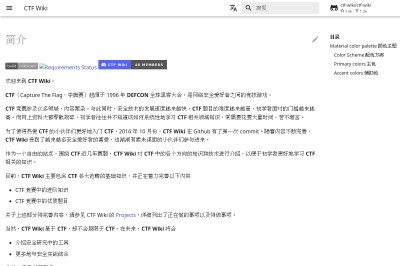 CTF Wiki
搜索
ctf-wiki/ctf-wiki
简介
目录
Material color palette 颜色主题
Color Scheme 配色方案
Primary colors 主色
Accent colors 辅助色
Requirements Status
CTF WIKI
欢迎来到 CTF Wiki。
CTF（Capture The Flag，夺旗赛）起源于 1996 年 DEFCON 全球黑客大会，是网络安全爱好者之间的竞技游戏。
CTF 竞赛涉及众多领域，内容繁杂。与此同时，安全技术的发展速度越来越快，CTF 题目的难度越来越高，初学者面对的门槛越来越
高。而网上资料大都零散琐碎，初学者往往并不知道该如何系统性地学习 CTF 相关领域知识，常需要花费大量时间，苦不堪言。
为了使得热爱 CTF 的小伙伴们更好地入门 CTF，2016 年 10 月份，CTF Wiki 在 Github 有了第一次 commit。随着内容不断完善，
CTF Wiki 受到了越来越多安全爱好者的喜爱，也渐渐有素未谋面的小伙伴们参与进来。
作为一个自由的站点，围绕 CTF 近几年赛题，CTF Wiki 对 CTF 中的各个方向的知识和技术进行介绍，以便于初学者更好地学习 CTF
相关的知识。
目前，CTF Wiki 主要包含 CTF 各大范畴的基础知识，并正在着力完善以下内容
CTF 竞赛中的进阶知识
CTF 竞赛中的优质题目
关于上述部分待完善内容，请参见 CTF Wiki 的 Projects，详细列出了正在做的事项以及待做事项。
当然，CTF Wiki 基于 CTF，却不会局限于 CTF，在未来，CTF Wiki 将会
介绍安全研究中的工具
更多地与安全实战结合